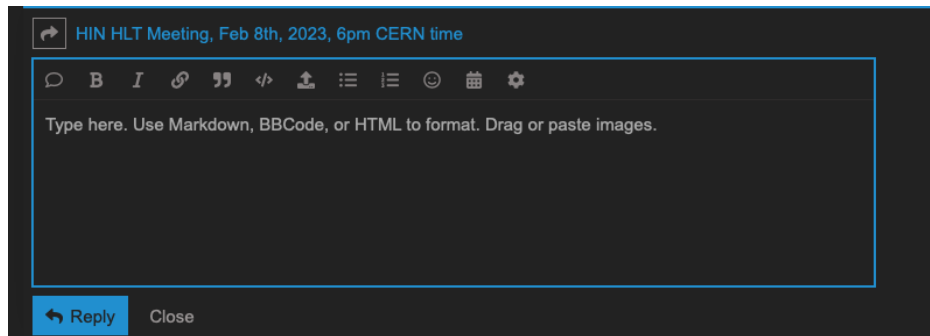 HIN HLT Meeting, Feb 8th, 2023, 6pm CERN time
B I
Type here. Use Markdown, BBCode, or HTML to format. Drag or paste images.
Reply Close